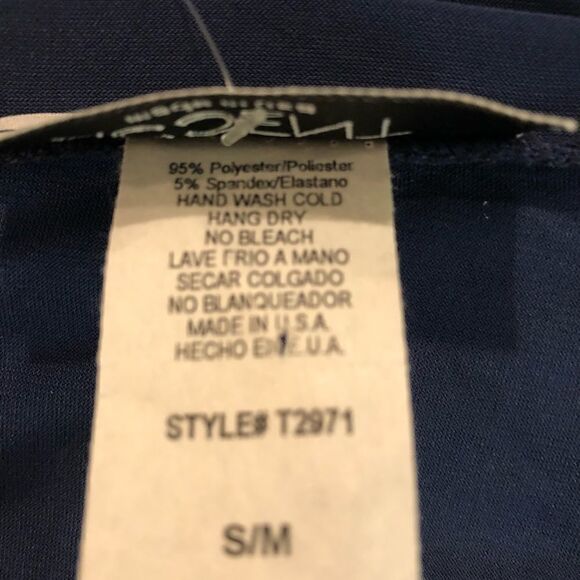 95% Polyester/Poliester
5% Spandex/Elastano
HAND WASH COLD
HANG DRY
NO BLEACH
LAVE FRIO A MANO
SECAR COLGADO
NO BLANQUEADOR
MADE IN U.S.A.
HECHO EN E.U.A.
STYLE# T2971
S/M